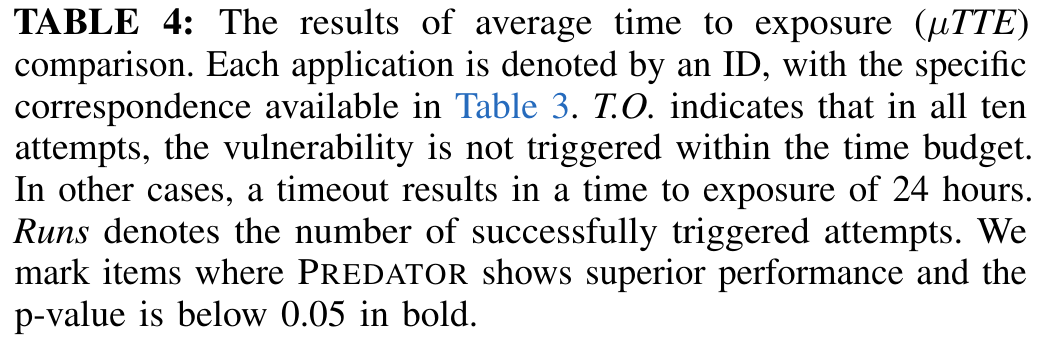 TABLE 4: The results of average time to exposure (μTTE)
comparison. Each application is denoted by an ID, with the specific
correspondence available in Table 3. T.O. indicates that in all ten
attempts, the vulnerability is not triggered within the time budget.
In other cases, a timeout results in a time to exposure of 24 hours.
Runs denotes the number of successfully triggered attempts. We
mark items where PREDATOR shows superior performance and the
p-value is below 0.05 in bold.